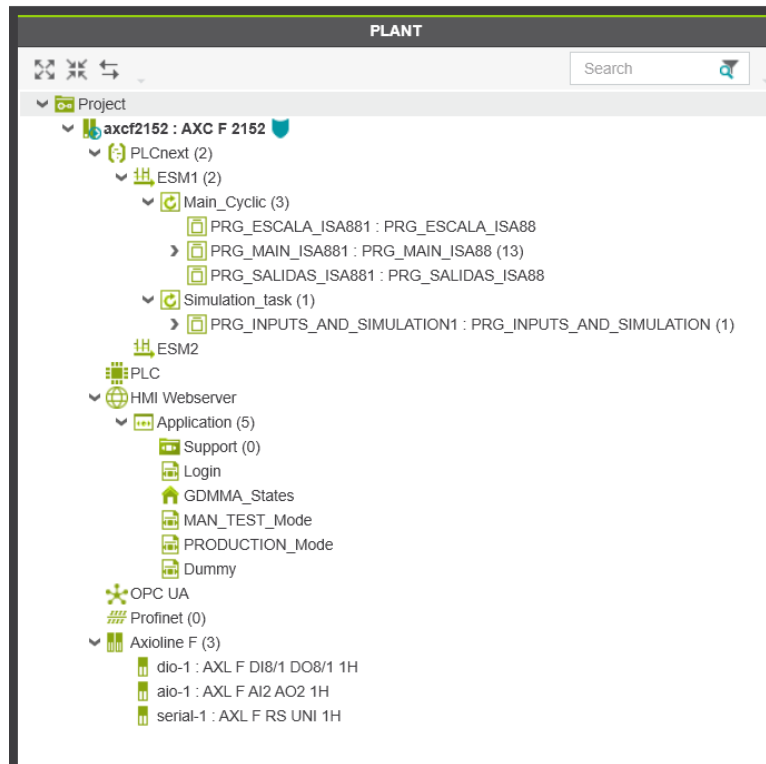 PLANT
Search
Project
axcf2152 : AXC F 2152
PLCnext (2)
ESM1 (2)
Main_Cyclic (3)
PRG_ESCALA_ISA881 : PRG_ESCALA_ISA88
PRG_MAIN_ISA881 : PRG_MAIN_ISA88 (13)
PRG_SALIDAS_ISA881 : PRG_SALIDAS_ISA88
Simulation_task (1)
PRG_INPUTS_AND_SIMULATION1 : PRG_INPUTS_AND_SIMULATION (1)
ESM2
PLC
HMI Webserver
Application (5)
Support (0)
Login
GDMMA_States
MAN_TEST_Mode
PRODUCTION_Mode
Dummy
OPC UA
Profinet (0)
Axioline F (3)
dio-1 : AXL F DI8/1 DO8/1 1H
aio-1 : AXL F AI2 AO2 1H
serial-1 : AXL F RS UNI 1H